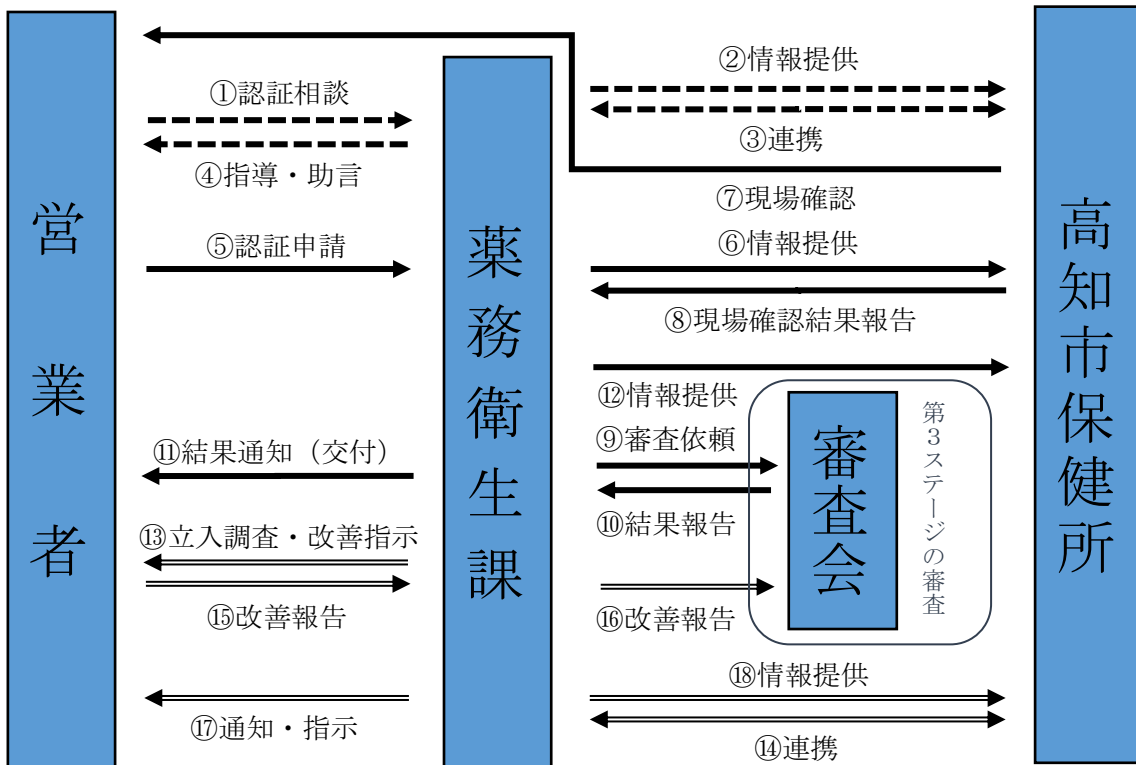 営業者
薬務衛生課
高知市保健所
①認証相談
④指導・助言
⑤認証申請
②情報提供
③連携
⑦現場確認
⑥情報提供
⑧現場確認結果報告
⑫情報提供
⑨審査依頼
⑩結果報告
審査会
第3ステージの審査
⑪結果通知（交付）
⑬立入調査・改善指示
⑮改善報告
⑯改善報告
⑰通知・指示
⑱情報提供
⑭連携